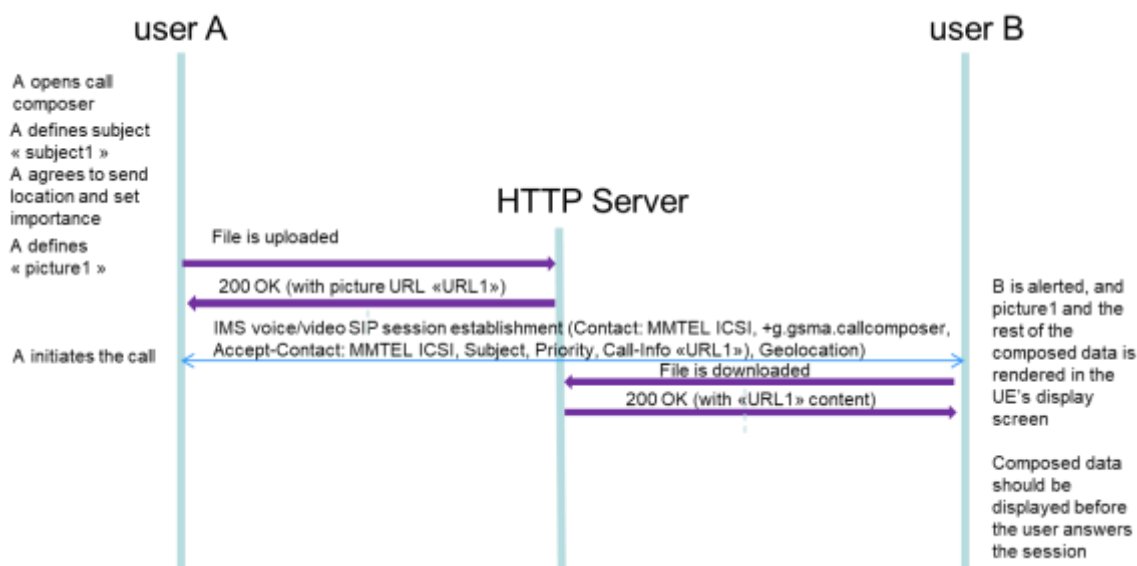 user A
user B
A opens call
composer
A defines subject
« subject1 »
A agrees to send
location and set
importance
HTTP Server
A defines
« picture1 »
File is uploaded
200 OK (with picture URL «URL1»)
IMS voice/video SIP session establishment (Contact: MMTEL ICSI, +g.gsma.callcomposer,
Accept-Contact: MMTEL ICSI, Subject, Priority, Call-Info «URL1»), Geolocation)
A initiates the call
File is downloaded
200 OK (with «URL1» content)
B is alerted, and
picture1 and the
rest of the
composed data is
rendered in the
UE's display
screen
Composed data
should be
displayed before
the user answers
the session